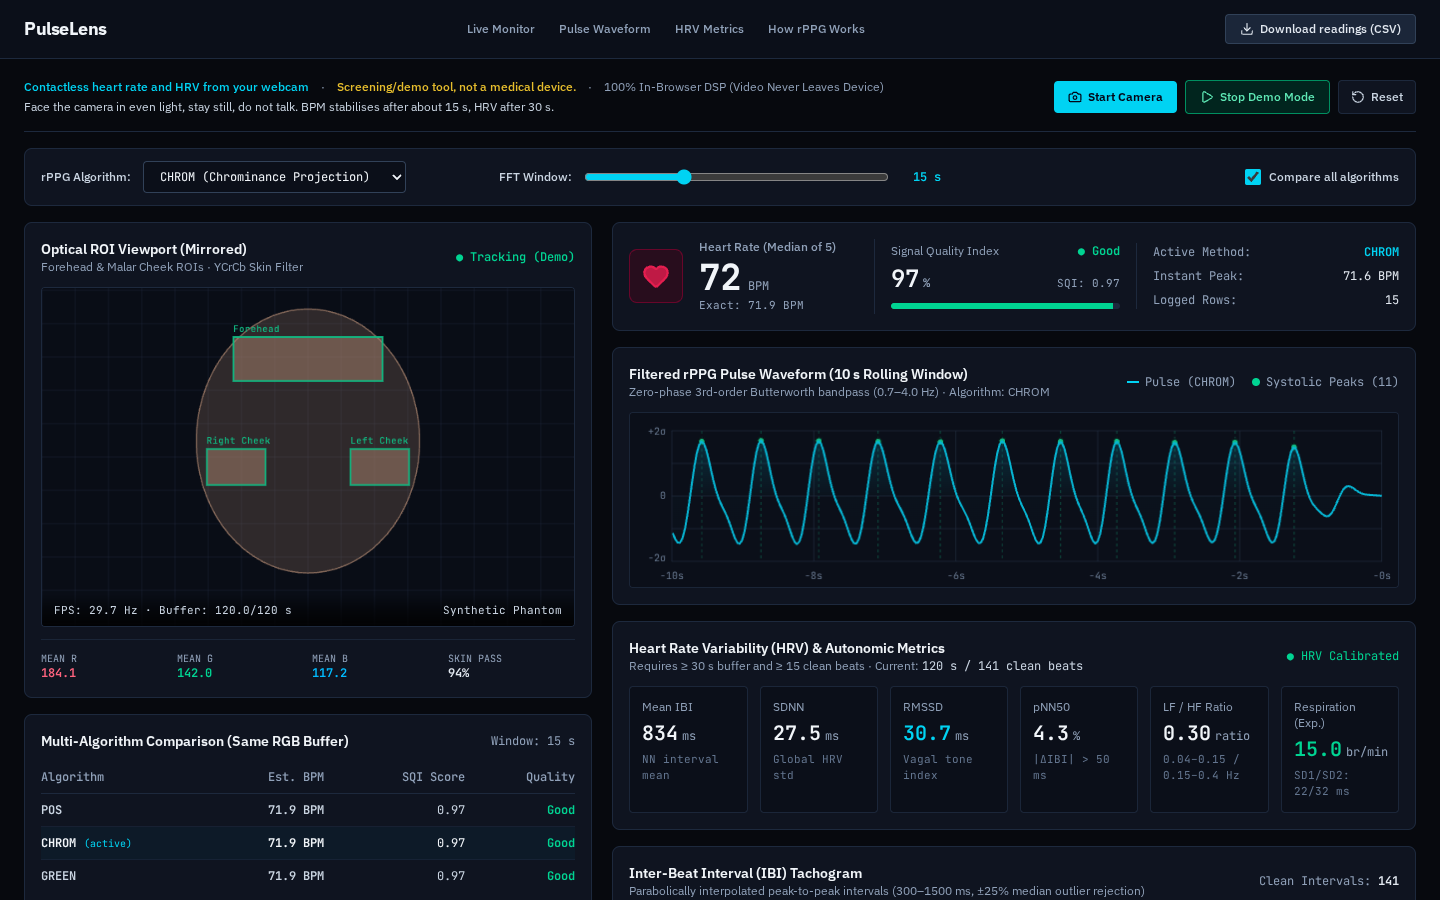 PulseLens
Live Monitor
Pulse Waveform
HRV Metrics
How rPPG Works
Download readings (CSV)
Contactless heart rate and HRV from your webcam · Screening/demo tool, not a medical device. · 100% In-Browser DSP (Video Never Leaves Device)
Face the camera in even light, stay still, do not talk. BPM stabilises after about 15 s, HRV after 30 s.
Start Camera
Stop Demo Mode
Reset
rPPG Algorithm:
CHROM (Chrominance Projection)
FFT Window:
15 s
Compare all algorithms
Optical ROI Viewport (Mirrored)
Forehead & Malar Cheek ROIs · YCrCb Skin Filter
Tracking (Demo)
Forehead
Right Cheek
Left Cheek
FPS: 29.7 Hz · Buffer: 120.0/120 s
Synthetic Phantom
MEAN R
184.1
MEAN G
142.0
MEAN B
117.2
SKIN PASS
94%
Multi-Algorithm Comparison (Same RGB Buffer)
Window: 15 s
Algorithm Est. BPM SQI Score Quality
POS 71.9 BPM 0.97 Good
CHROM (active) 71.9 BPM 0.97 Good
GREEN 71.9 BPM 0.97 Good
Heart Rate (Median of 5)
72 BPM
Exact: 71.9 BPM
Signal Quality Index
Good
97 %
SQI: 0.97
Active Method: CHROM
Instant Peak: 71.6 BPM
Logged Rows: 15
Filtered rPPG Pulse Waveform (10 s Rolling Window)
Zero-phase 3rd-order Butterworth bandpass (0.7–4.0 Hz) · Algorithm: CHROM
Pulse (CHROM)
Systolic Peaks (11)
+2σ
0
-2σ
-10s -8s -6s -4s -2s -0s
Heart Rate Variability (HRV) & Autonomic Metrics
Requires ≥ 30 s buffer and ≥ 15 clean beats · Current: 120 s / 141 clean beats
HRV Calibrated
Mean IBI
834 ms
NN interval
mean
SDNN
27.5 ms
Global HRV
std
RMSSD
30.7 ms
Vagal tone
index
pNN50
4.3 %
|ΔIBI| > 50
ms
LF / HF Ratio
0.30 ratio
0.04–0.15 /
0.15–0.4 Hz
Respiration
(Exp.)
15.0 br/min
SD1/SD2:
22/32 ms
Inter-Beat Interval (IBI) Tachogram
Parabolically interpolated peak-to-peak intervals (300–1500 ms, ±25% median outlier rejection)
Clean Intervals: 141